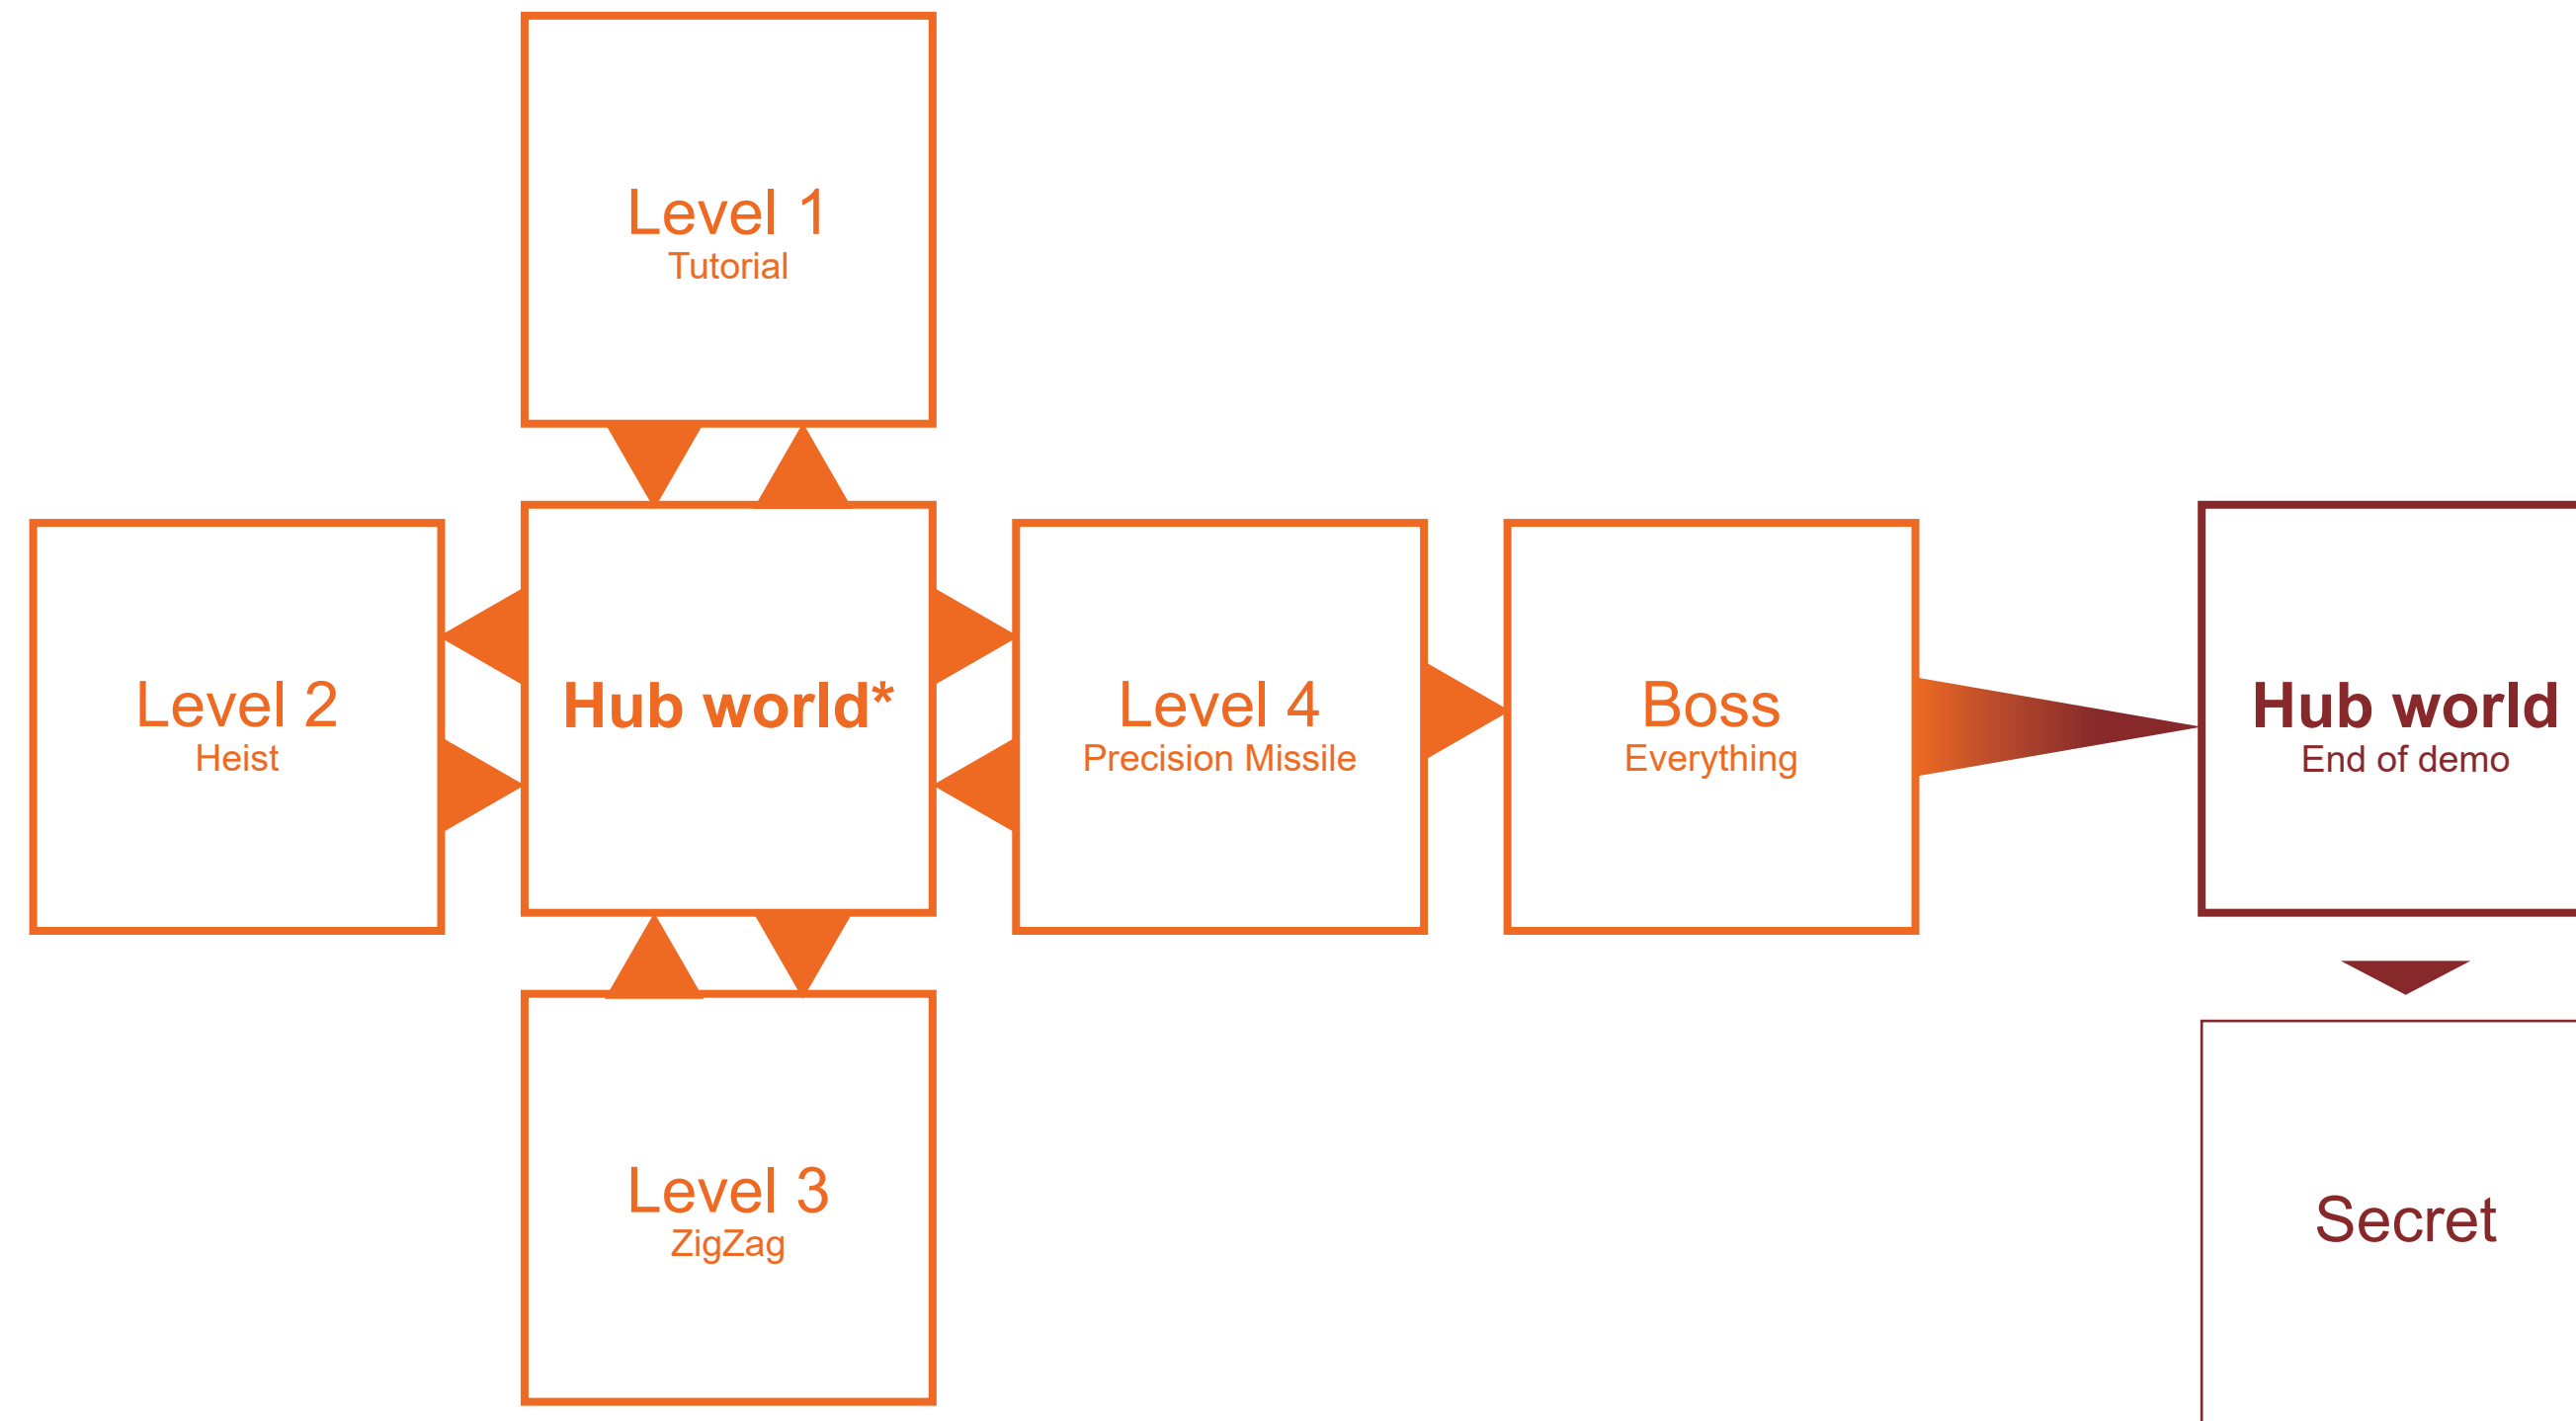 Level 1
Tutorial
Level 2
Heist
Hub world*
Level 4
Precision Missile
Boss
Everything
Hub world
End of demo
Level 3
ZigZag
Secret